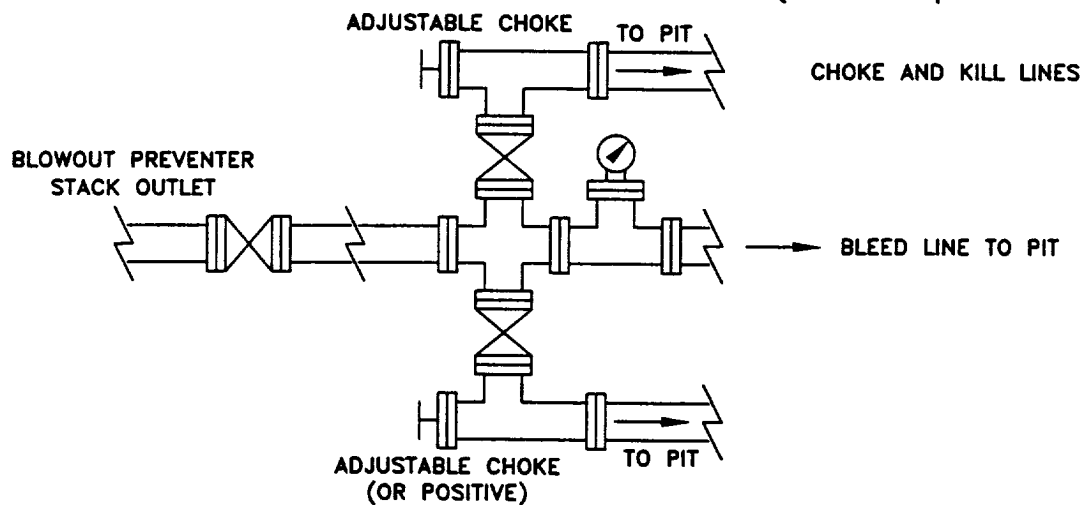 ADJUSTABLE CHOKE
TO PIT
CHOKE AND KILL LINES
BLOWOUT PREVENTER
STACK OUTLET
BLEED LINE TO PIT
TO PIT
ADJUSTABLE CHOKE
(OR POSITIVE)